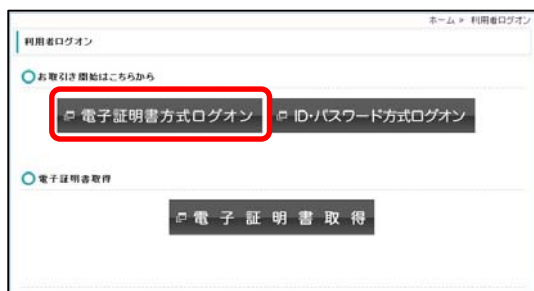 ホーム > 利用者ログオン
利用者ログオン
お取引き開始はこちらから
電子証明書方式ログオン ID・パスワード方式ログオン
電子証明書取得
電子証明書取得